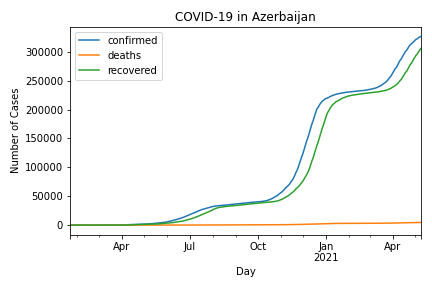 COVID-19 in Azerbaijan
confirmed
deaths
recovered
Number of Cases
300000
250000
200000
150000
100000
50000
0
Apr
Jul
Oct
Jan
2021
Apr
Day